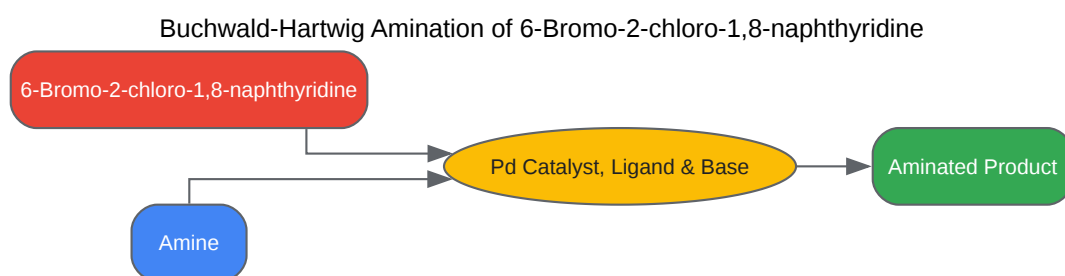 Buchwald-Hartwig Amination of 6-Bromo-2-chloro-1,8-naphthyridine
6-Bromo-2-chloro-1,8-naphthyridine
Pd Catalyst, Ligand & Base
Aminated Product
Amine